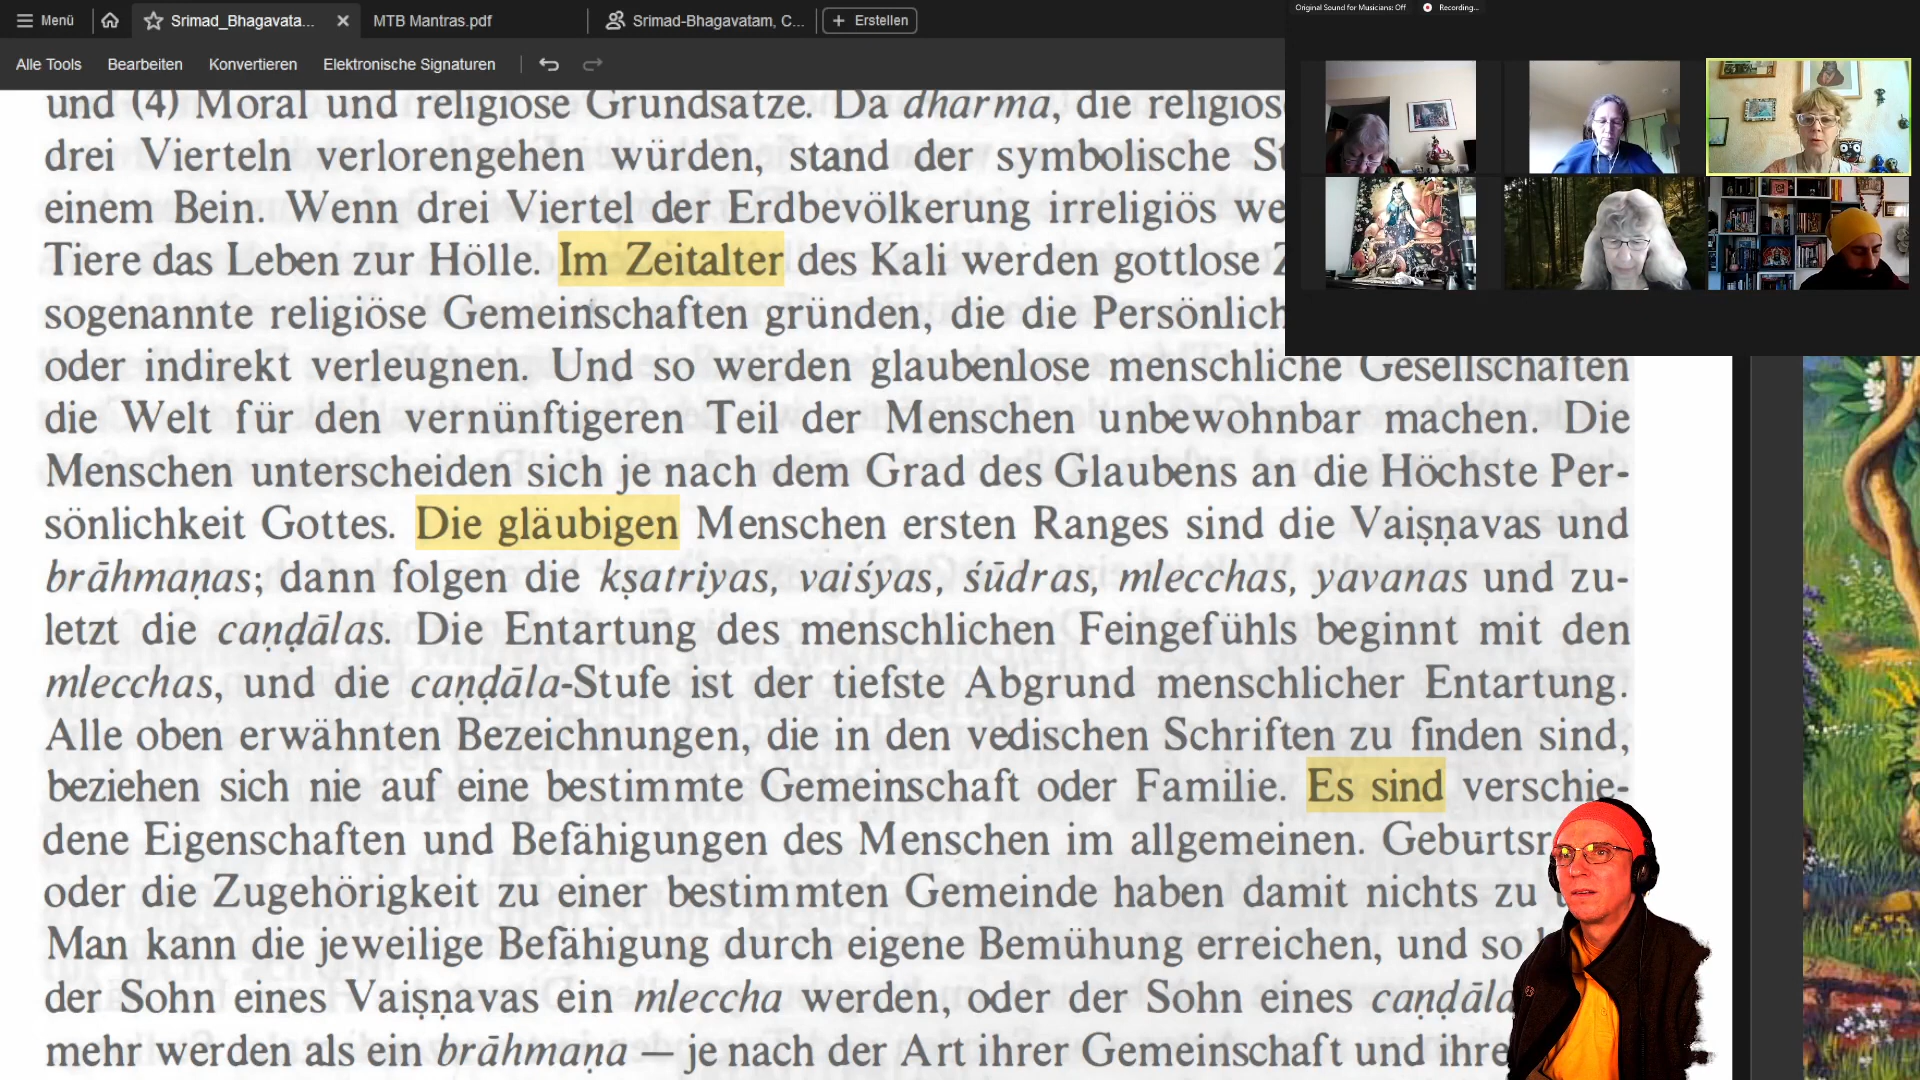 Menü
Srimad_Bhagavata...
MTB Mantras.pdf
Srimad-Bhagavatam, C...
Erstellen
Original Sound for Musicians: Off
Recording...
Alle Tools
Bearbeiten
Konvertieren
Elektronische Signaturen
und (4) Moral und religiöse Grundsätze. Da dharma, die religiös
drei Vierteln verlorengehen würden, stand der symbolische St
einem Bein. Wenn drei Viertel der Erdbevölkerung irreligiös we
Tiere das Leben zur Hölle. Im Zeitalter des Kali werden gottlose Z
sogenannte religiöse Gemeinschaften gründen, die die Persönlich
oder indirekt verleugnen. Und so werden glaubenlose menschliche Gesellschaften
die Welt für den vernünftigeren Teil der Menschen unbewohnbar machen. Die
Menschen unterscheiden sich je nach dem Grad des Glaubens an die Höchste Per-
sönlichkeit Gottes. Die gläubigen Menschen ersten Ranges sind die Vaiṣṇavas und
brāhmaṇas; dann folgen die kṣatriyas, vaiśyas, śūdras, mlecchas, yavanas und zu-
letzt die caṇḍālas. Die Entartung des menschlichen Feingefühls beginnt mit den
mlecchas, und die caṇḍāla-Stufe ist der tiefste Abgrund menschlicher Entartung.
Alle oben erwähnten Bezeichnungen, die in den vedischen Schriften zu finden sind,
beziehen sich nie auf eine bestimmte Gemeinschaft oder Familie. Es sind verschie-
dene Eigenschaften und Befähigungen des Menschen im allgemeinen. Geburtsr
oder die Zugehörigkeit zu einer bestimmten Gemeinde haben damit nichts zu
Man kann die jeweilige Befähigung durch eigene Bemühung erreichen, und so
der Sohn eines Vaiṣṇavas ein mleccha werden, oder der Sohn eines caṇḍāla
mehr werden als ein brāhmaṇa — je nach der Art ihrer Gemeinschaft und ihre